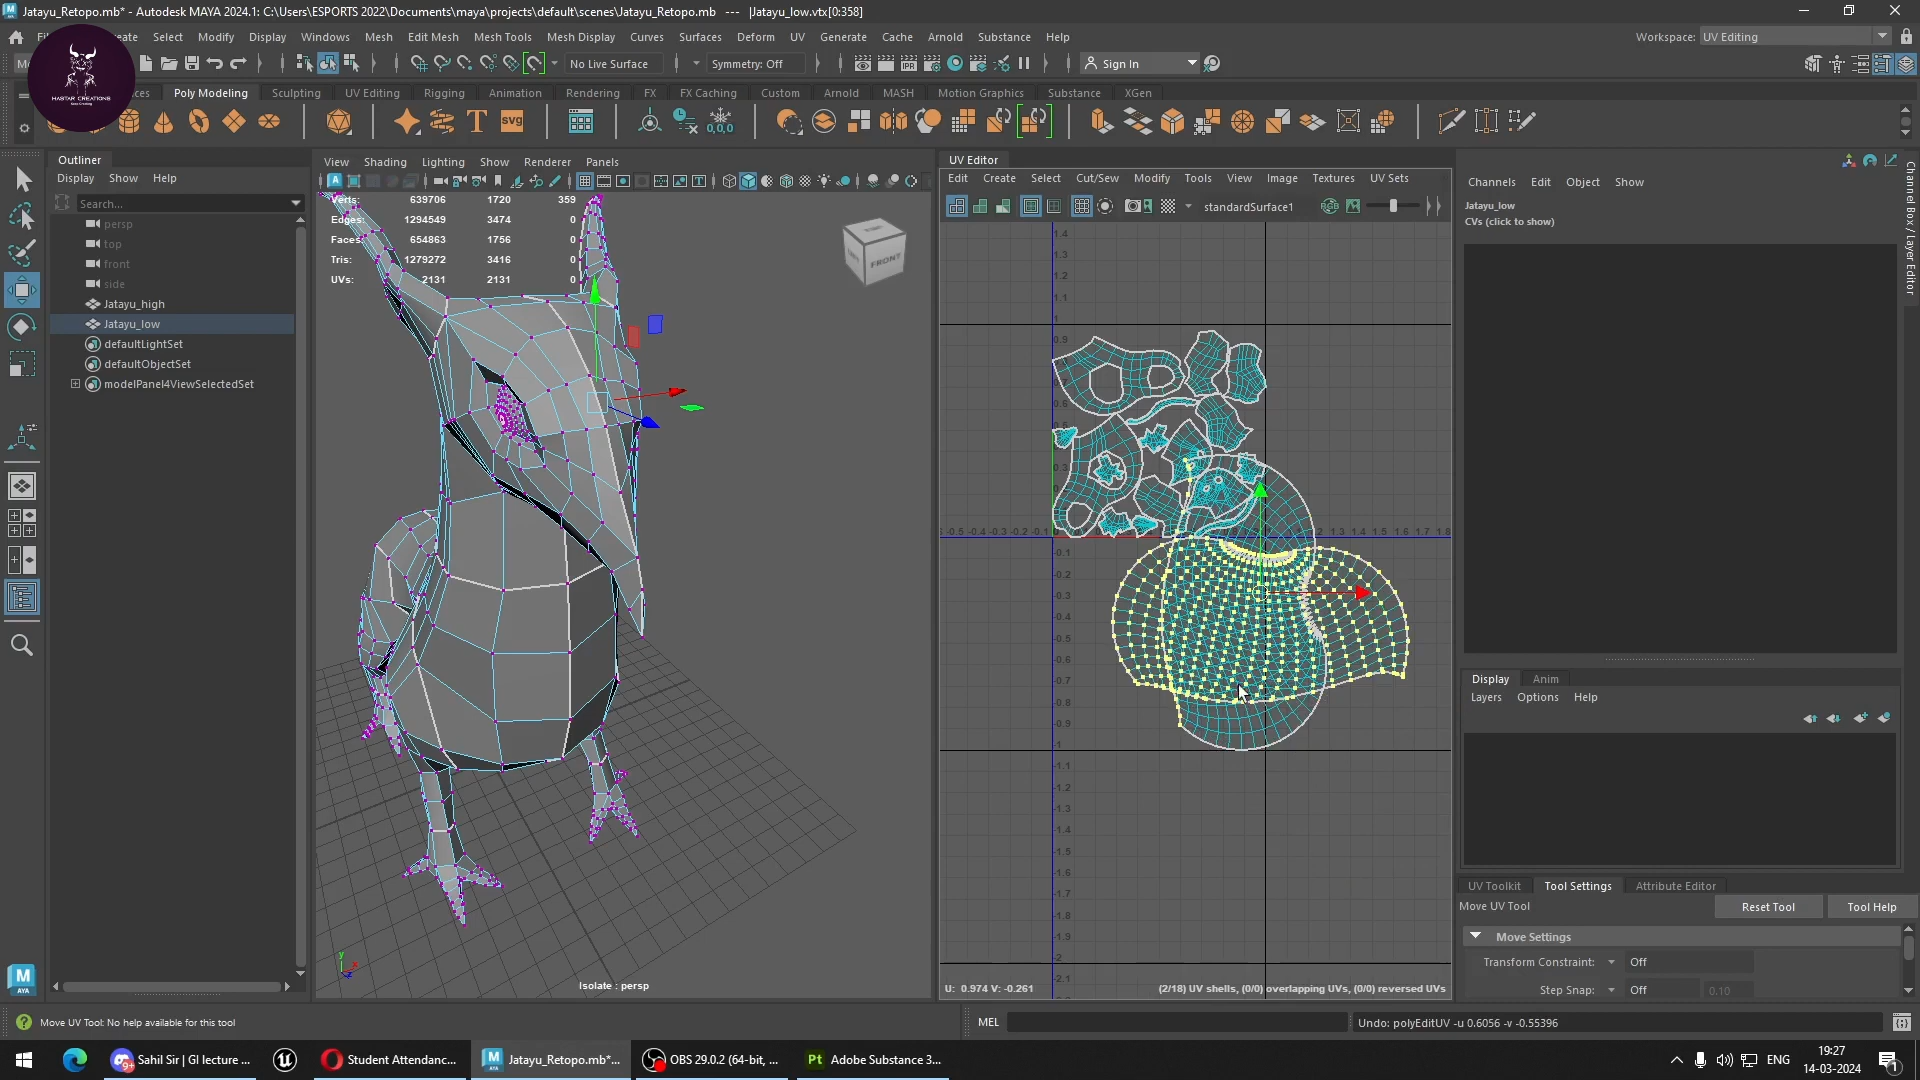 Jatayu_Retopo.mb* - Autodesk MAYA 2024.1: C:\Users\ESPORTS 2022\Documents\maya\projects\default\scenes\Jatayu_Retopo.mb --- |Jatayu_low.vtx[0:358]
Select Modify Display Windows Mesh Edit Mesh Mesh Tools Mesh Display Curves Surfaces Deform UV Generate Cache Arnold Substance Help
Workspace: UV Editing
No Live Surface Symmetry: Off Sign In
HASTAR CREATIONS
Poly Modeling Sculpting UV Editing Rigging Animation Rendering FX FX Caching Custom Arnold MASH Motion Graphics Substance XGen
Outliner
Display Show Help
Search...
persp
top
front
side
Jatayu_high
Jatayu_low
defaultLightSet
defaultObjectSet
modelPanel4ViewSelectedSet
View Shading Lighting Show Renderer Panels
Verts: 639706 1720 359
Edges: 1294549 3474 0
Faces: 654863 1756 0
Tris: 1279272 3416 0
UVs: 2131 2131 0
FRONT
Isolate : persp
UV Editor
Edit Create Select Cut/Sew Modify Tools View Image Textures UV Sets
standardSurface1
U: 0.974 V: -0.261
(2/18) UV shells, (0/0) overlapping UVs, (0/0) reversed UVs
Channels Edit Object Show
Jatayu_low
CVs (click to show)
Channel Box / Layer Editor
Display Anim
Layers Options Help
UV Toolkit Tool Settings Attribute Editor
Move UV Tool Reset Tool Tool Help
Move Settings
Transform Constraint: Off
Step Snap: Off 0.10
Move UV Tool: No help available for this tool
MEL
Undo: polyEditUV -u 0.6056 -v -0.55396
Sahil Sir | GI lecture ...
Student Attendanc...
Jatayu_Retopo.mb*...
OBS 29.0.2 (64-bit, ...
Adobe Substance 3...
ENG
19:27
14-03-2024